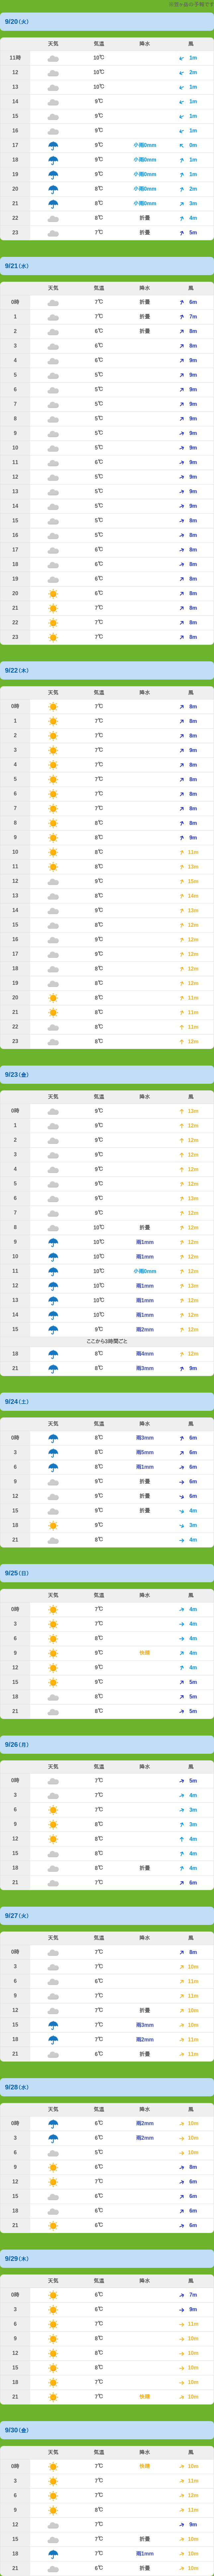 9/20(火)
天気 気温 降水 風
11時 10℃ 1m
12 10℃ 2m
13 10℃ 1m
14 9℃ 1m
15 9℃ 1m
16 9℃ 1m
17 9℃ 小雨0mm 0m
18 9℃ 小雨0mm 1m
19 9℃ 小雨0mm 1m
20 8℃ 小雨0mm 2m
21 8℃ 小雨0mm 3m
22 8℃ 折畳 4m
23 7℃ 折畳 5m
9/21(水)
天気 気温 降水 風
0時 7℃ 折畳 6m
1 7℃ 折畳 7m
2 6℃ 折畳 8m
3 6℃ 8m
4 6℃ 9m
5 5℃ 9m
6 5℃ 9m
7 5℃ 9m
8 5℃ 9m
9 5℃ 9m
10 5℃ 9m
11 6℃ 9m
12 5℃ 9m
13 5℃ 9m
14 5℃ 9m
15 5℃ 8m
16 5℃ 8m
17 6℃ 8m
18 6℃ 8m
19 6℃ 8m
20 6℃ 8m
21 7℃ 8m
22 7℃ 8m
23 7℃ 8m
9/22(木)
天気 気温 降水 風
0時 8℃ 8m
1 7℃ 8m
2 7℃ 8m
3 7℃ 9m
4 7℃ 8m
5 7℃ 8m
6 7℃ 8m
7 7℃ 8m
8 8℃ 8m
9 8℃ 9m
10 8℃ 11m
11 8℃ 13m
12 9℃ 15m
13 8℃ 14m
14 9℃ 13m
15 8℃ 12m
16 9℃ 12m
17 9℃ 12m
18 8℃ 12m
19 8℃ 12m
20 8℃ 11m
21 8℃ 11m
22 8℃ 11m
23 8℃ 12m
9/23(金)
天気 気温 降水 風
0時 9℃ 13m
1 9℃ 12m
2 9℃ 12m
3 9℃ 12m
4 9℃ 12m
5 9℃ 12m
6 9℃ 13m
7 9℃ 12m
8 10℃ 折畳 12m
9 10℃ 雨1mm 12m
10 10℃ 雨1mm 12m
11 10℃ 小雨0mm 12m
12 10℃ 雨1mm 13m
13 10℃ 雨1mm 12m
14 10℃ 雨1mm 12m
15 9℃ 雨2mm 12m
ここから3時間ごと
18 8℃ 雨4mm 12m
21 8℃ 雨3mm 9m
9/24(土)
天気 気温 降水 風
0時 8℃ 雨3mm 6m
3 8℃ 雨5mm 6m
6 8℃ 雨1mm 6m
9 9℃ 折畳 6m
12 9℃ 折畳 6m
15 9℃ 折畳 4m
18 9℃ 3m
21 8℃ 4m
9/25(日)
天気 気温 降水 風
0時 7℃ 4m
3 7℃ 4m
6 8℃ 4m
9 9℃ 快晴 4m
12 9℃ 4m
15 9℃ 5m
18 8℃ 5m
21 8℃ 5m
9/26(月)
天気 気温 降水 風
0時 7℃ 5m
3 7℃ 4m
6 7℃ 3m
9 8℃ 3m
12 8℃ 4m
15 8℃ 4m
18 8℃ 折畳 4m
21 7℃ 6m
9/27(火)
天気 気温 降水 風
0時 7℃ 8m
3 7℃ 10m
6 6℃ 11m
9 7℃ 11m
12 7℃ 折畳 10m
15 7℃ 雨3mm 10m
18 7℃ 雨2mm 11m
21 6℃ 折畳 11m
9/28(水)
天気 気温 降水 風
0時 6℃ 雨2mm 10m
3 6℃ 雨2mm 10m
6 5℃ 10m
9 6℃ 8m
12 7℃ 6m
15 6℃ 6m
18 6℃ 6m
21 6℃ 6m
9/29(木)
天気 気温 降水 風
0時 6℃ 7m
3 6℃ 9m
6 7℃ 11m
9 8℃ 10m
12 8℃ 10m
15 8℃ 10m
18 7℃ 10m
21 7℃ 快晴 10m
9/30(金)
天気 気温 降水 風
0時 7℃ 快晴 10m
3 7℃ 11m
6 7℃ 12m
9 8℃ 11m
12 7℃ 9m
15 7℃ 折畳 10m
18 7℃ 雨1mm 10m
21 6℃ 折畳 10m